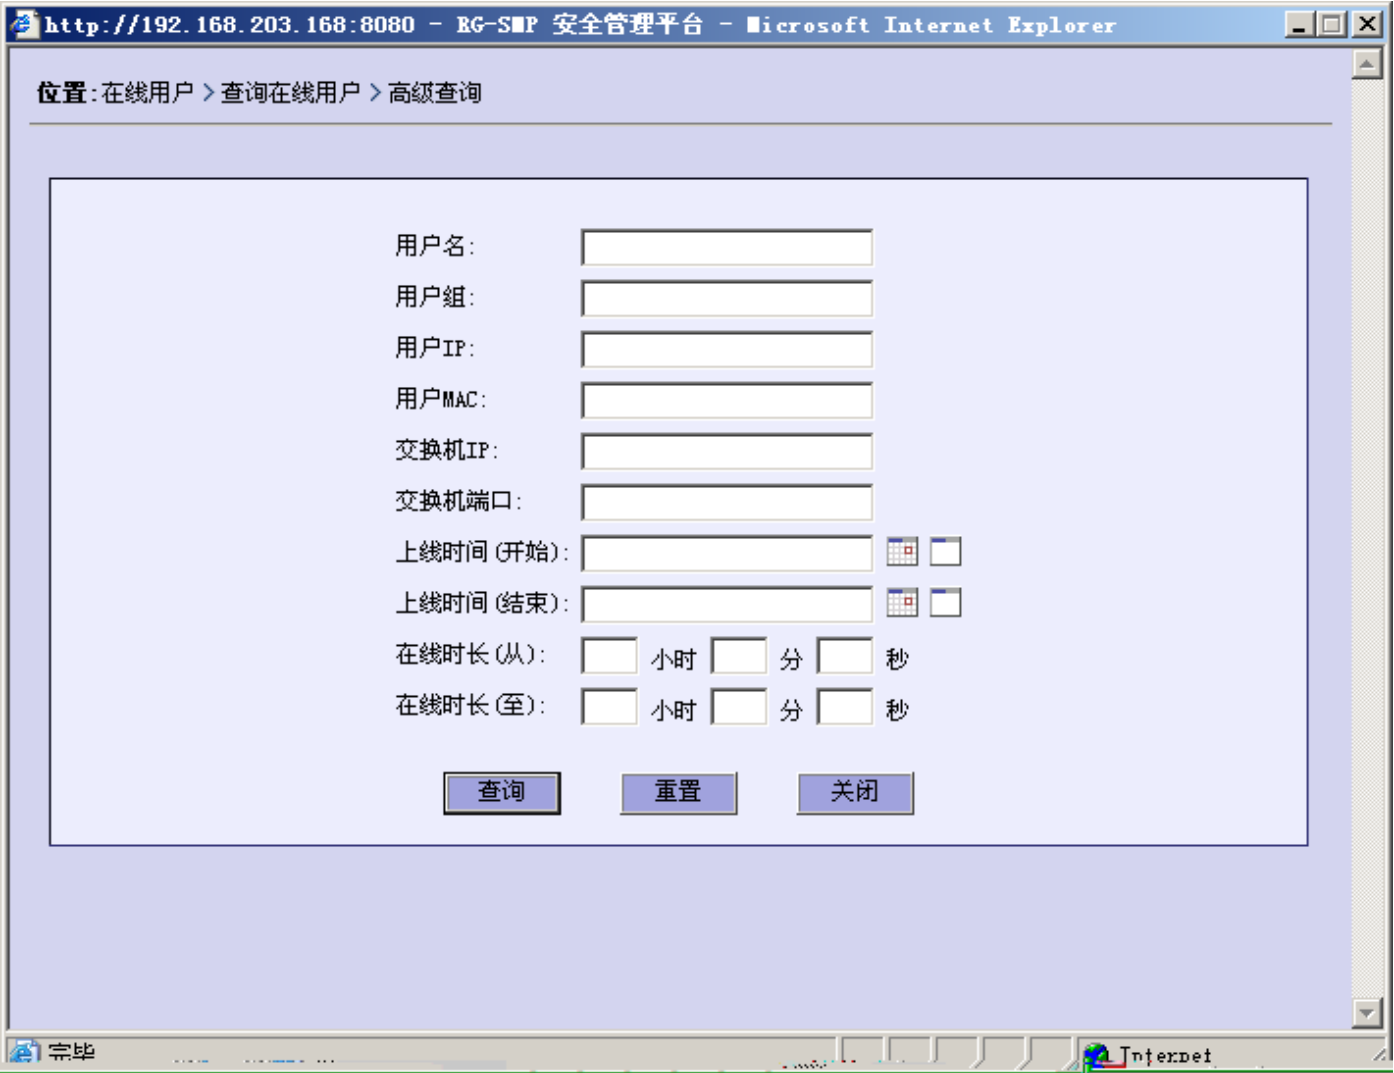 http://192.168.203.168:8080 - RG-SMP 安全管理平台 - Microsoft Internet Explorer
位置:在线用户 > 查询在线用户 > 高级查询
用户名:
用户组:
用户IP:
用户MAC:
交换机IP:
交换机端口:
上线时间(开始):
上线时间(结束):
在线时长(从): 小时 分 秒
在线时长(至): 小时 分 秒
查询 重置 关闭
完毕 Internet